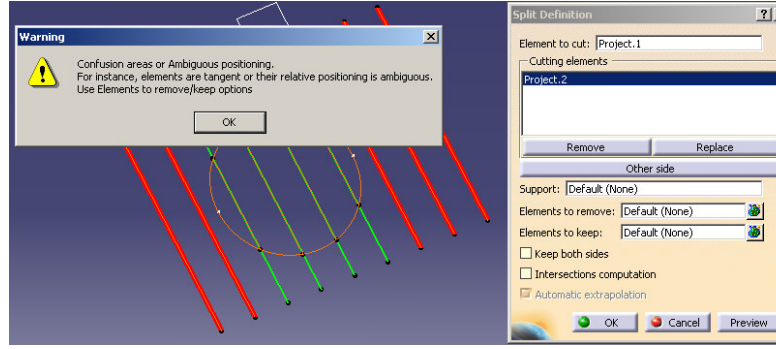 Warning
Confusion areas or Ambiguous positioning.
For instance, elements are tangent or their relative positioning is ambiguous.
Use Elements to remove/keep options
OK
Split Definition
?
Element to cut: Project.1
Cutting elements
Project.2
Remove Replace
Other side
Support: Default (None)
Elements to remove: Default (None)
Elements to keep: Default (None)
Keep both sides
Intersections computation
Automatic extrapolation
OK Cancel Preview